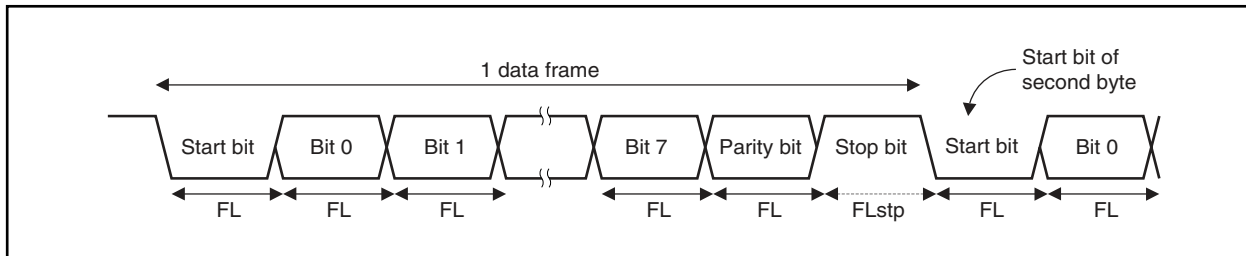 Start bit of
second byte
1 data frame
Start bit
Bit 0
Bit 1
Bit 7
Parity bit
Stop bit
Start bit
Bit 0
FL
FL
FL
FL
FL
FLstp
FL
FL